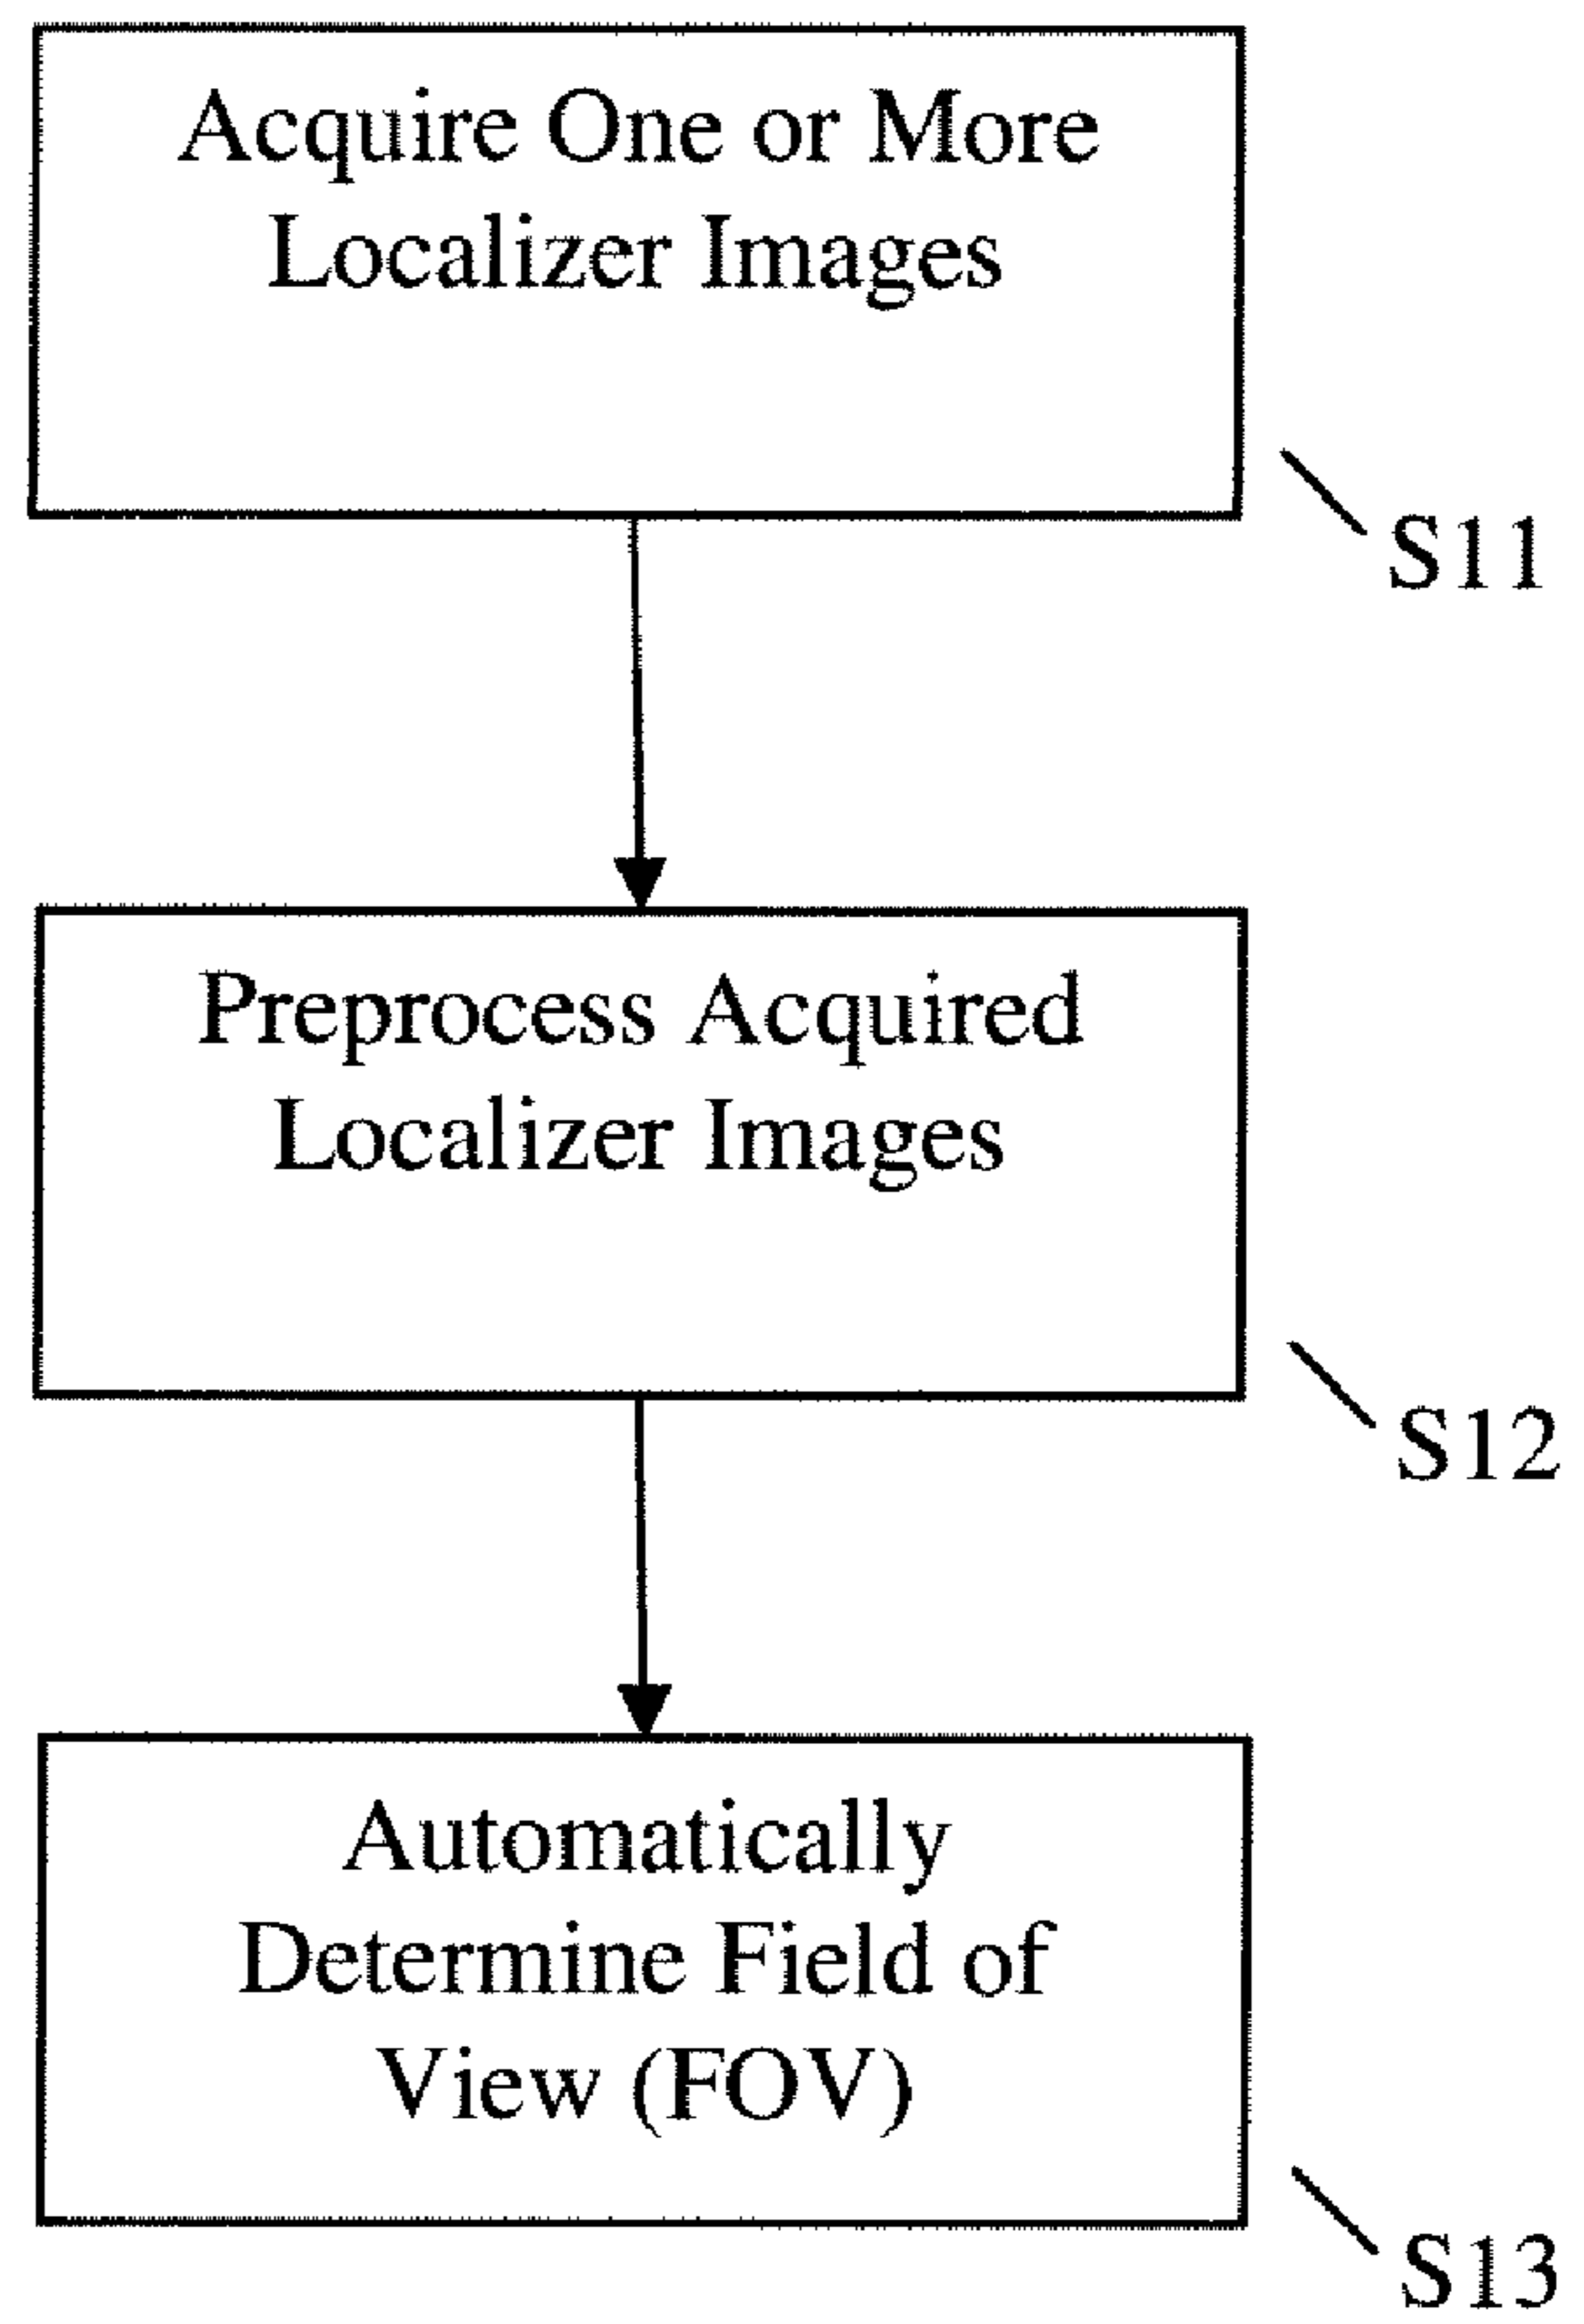 Acquire One or More
Localizer Images
S11
Preprocess Acquired
Localizer Images
S12
Automatically
Determine Field of
View (FOV)
S13